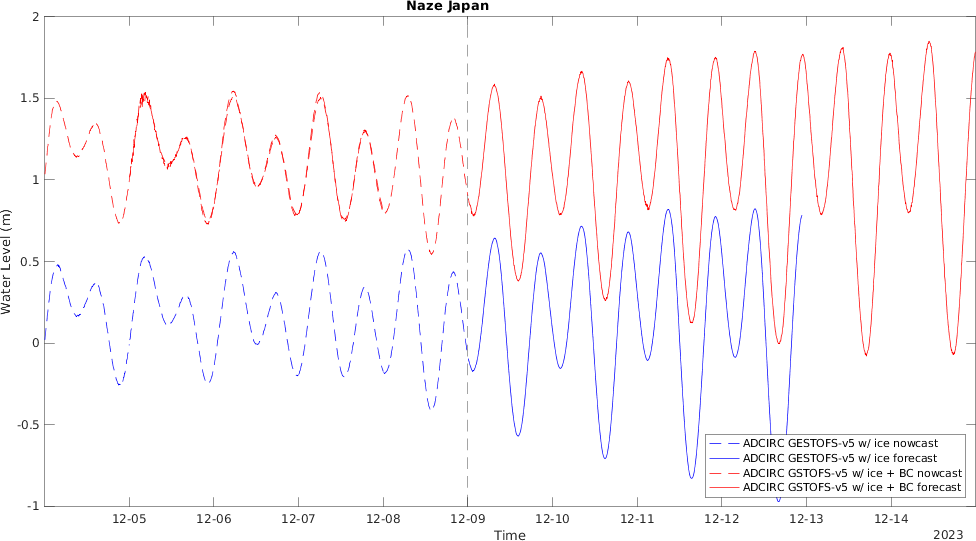 Naze Japan
2
1.5
1
0.5
0
-0.5
-1
Water Level (m)
12-05 12-06 12-07 12-08 12-09 12-10 12-11 12-12 12-13 12-14
Time
2023
ADCIRC GESTOFS-v5 w/ ice nowcast
ADCIRC GESTOFS-v5 w/ ice forecast
ADCIRC GSTOFS-v5 w/ ice + BC nowcast
ADCIRC GSTOFS-v5 w/ ice + BC forecast